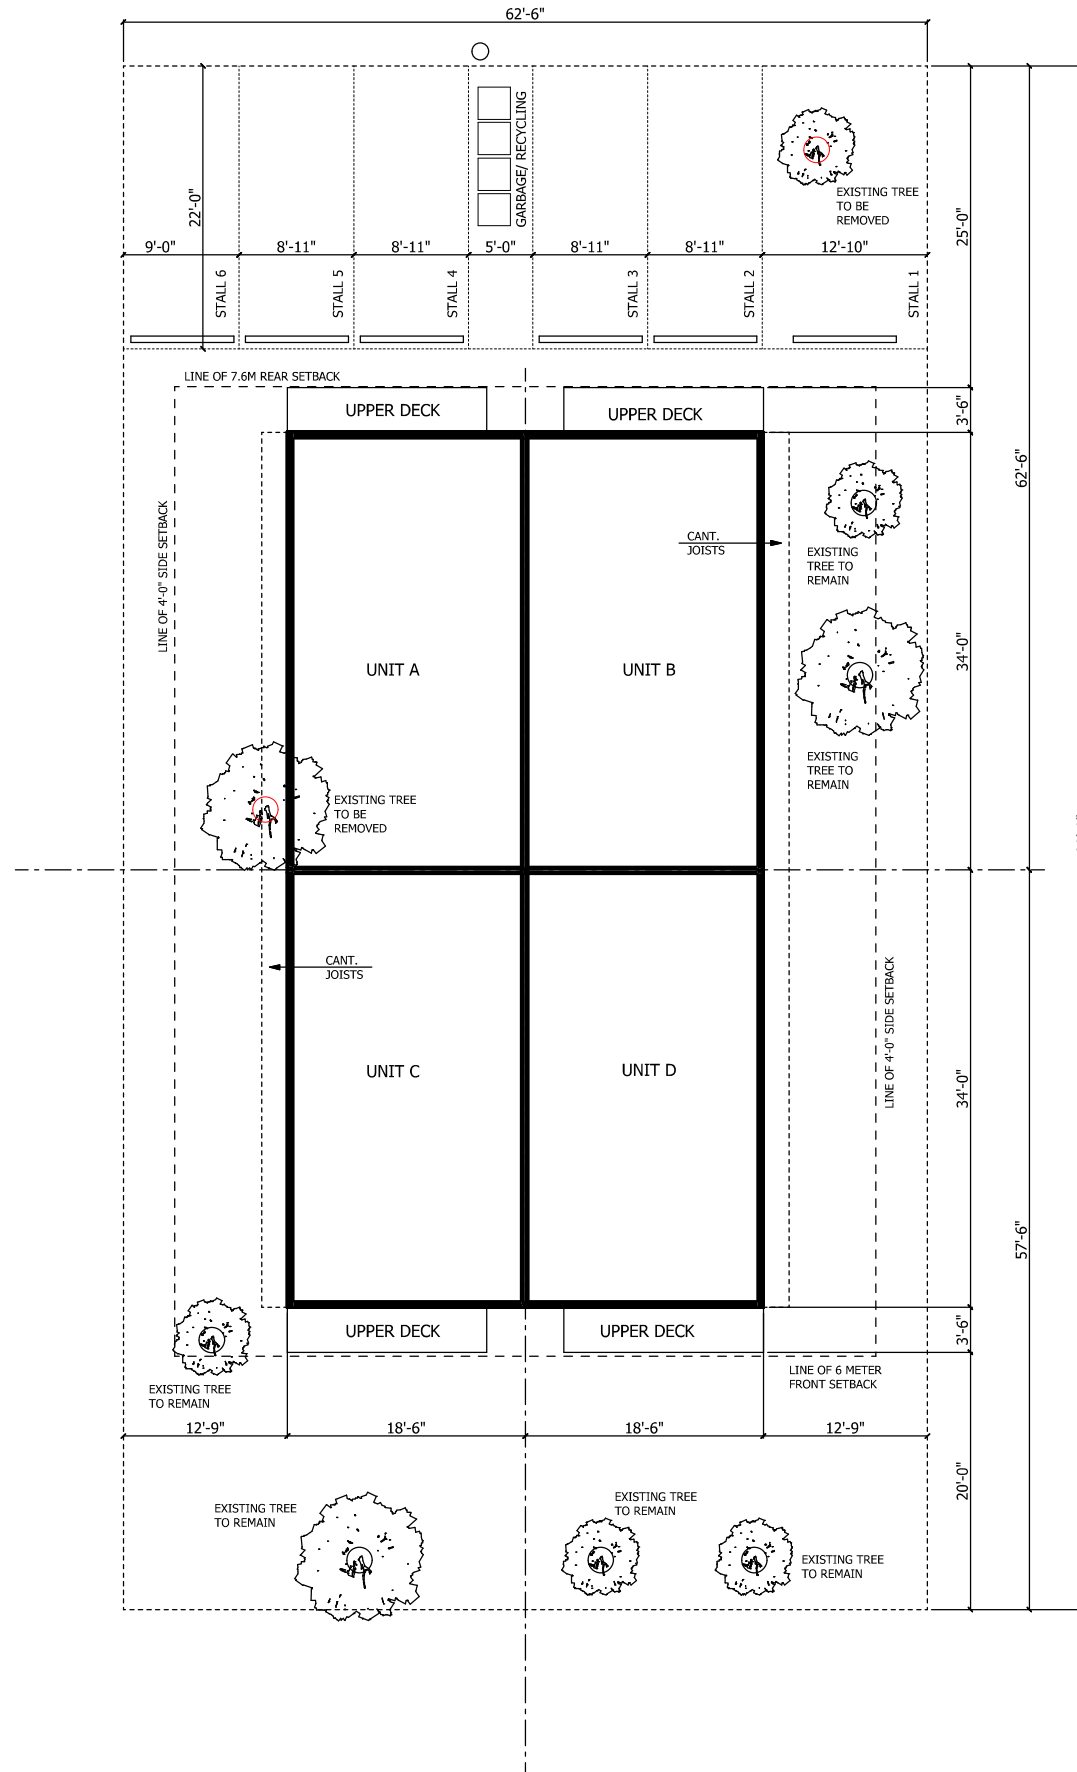 62'-6"
GARBAGE/ RECYCLING
EXISTING TREE
TO BE
REMOVED
22'-0"
25'-0"
9'-0"
8'-11"
8'-11"
5'-0"
8'-11"
8'-11"
12'-10"
STALL 6
STALL 5
STALL 4
STALL 3
STALL 2
STALL 1
LINE OF 7.6M REAR SETBACK
UPPER DECK
UPPER DECK
3'-6"
62'-6"
LINE OF 4'-0" SIDE SETBACK
CANT.
JOISTS
EXISTING
TREE TO
REMAIN
UNIT A
UNIT B
34'-0"
EXISTING
TREE TO
REMAIN
EXISTING TREE
TO BE
REMOVED
CANT.
JOISTS
LINE OF 4'-0" SIDE SETBACK
UNIT C
UNIT D
34'-0"
57'-6"
UPPER DECK
UPPER DECK
3'-6"
LINE OF 6 METER
FRONT SETBACK
EXISTING TREE
TO REMAIN
12'-9"
18'-6"
18'-6"
12'-9"
20'-0"
EXISTING TREE
TO REMAIN
EXISTING TREE
TO REMAIN
EXISTING TREE
TO REMAIN